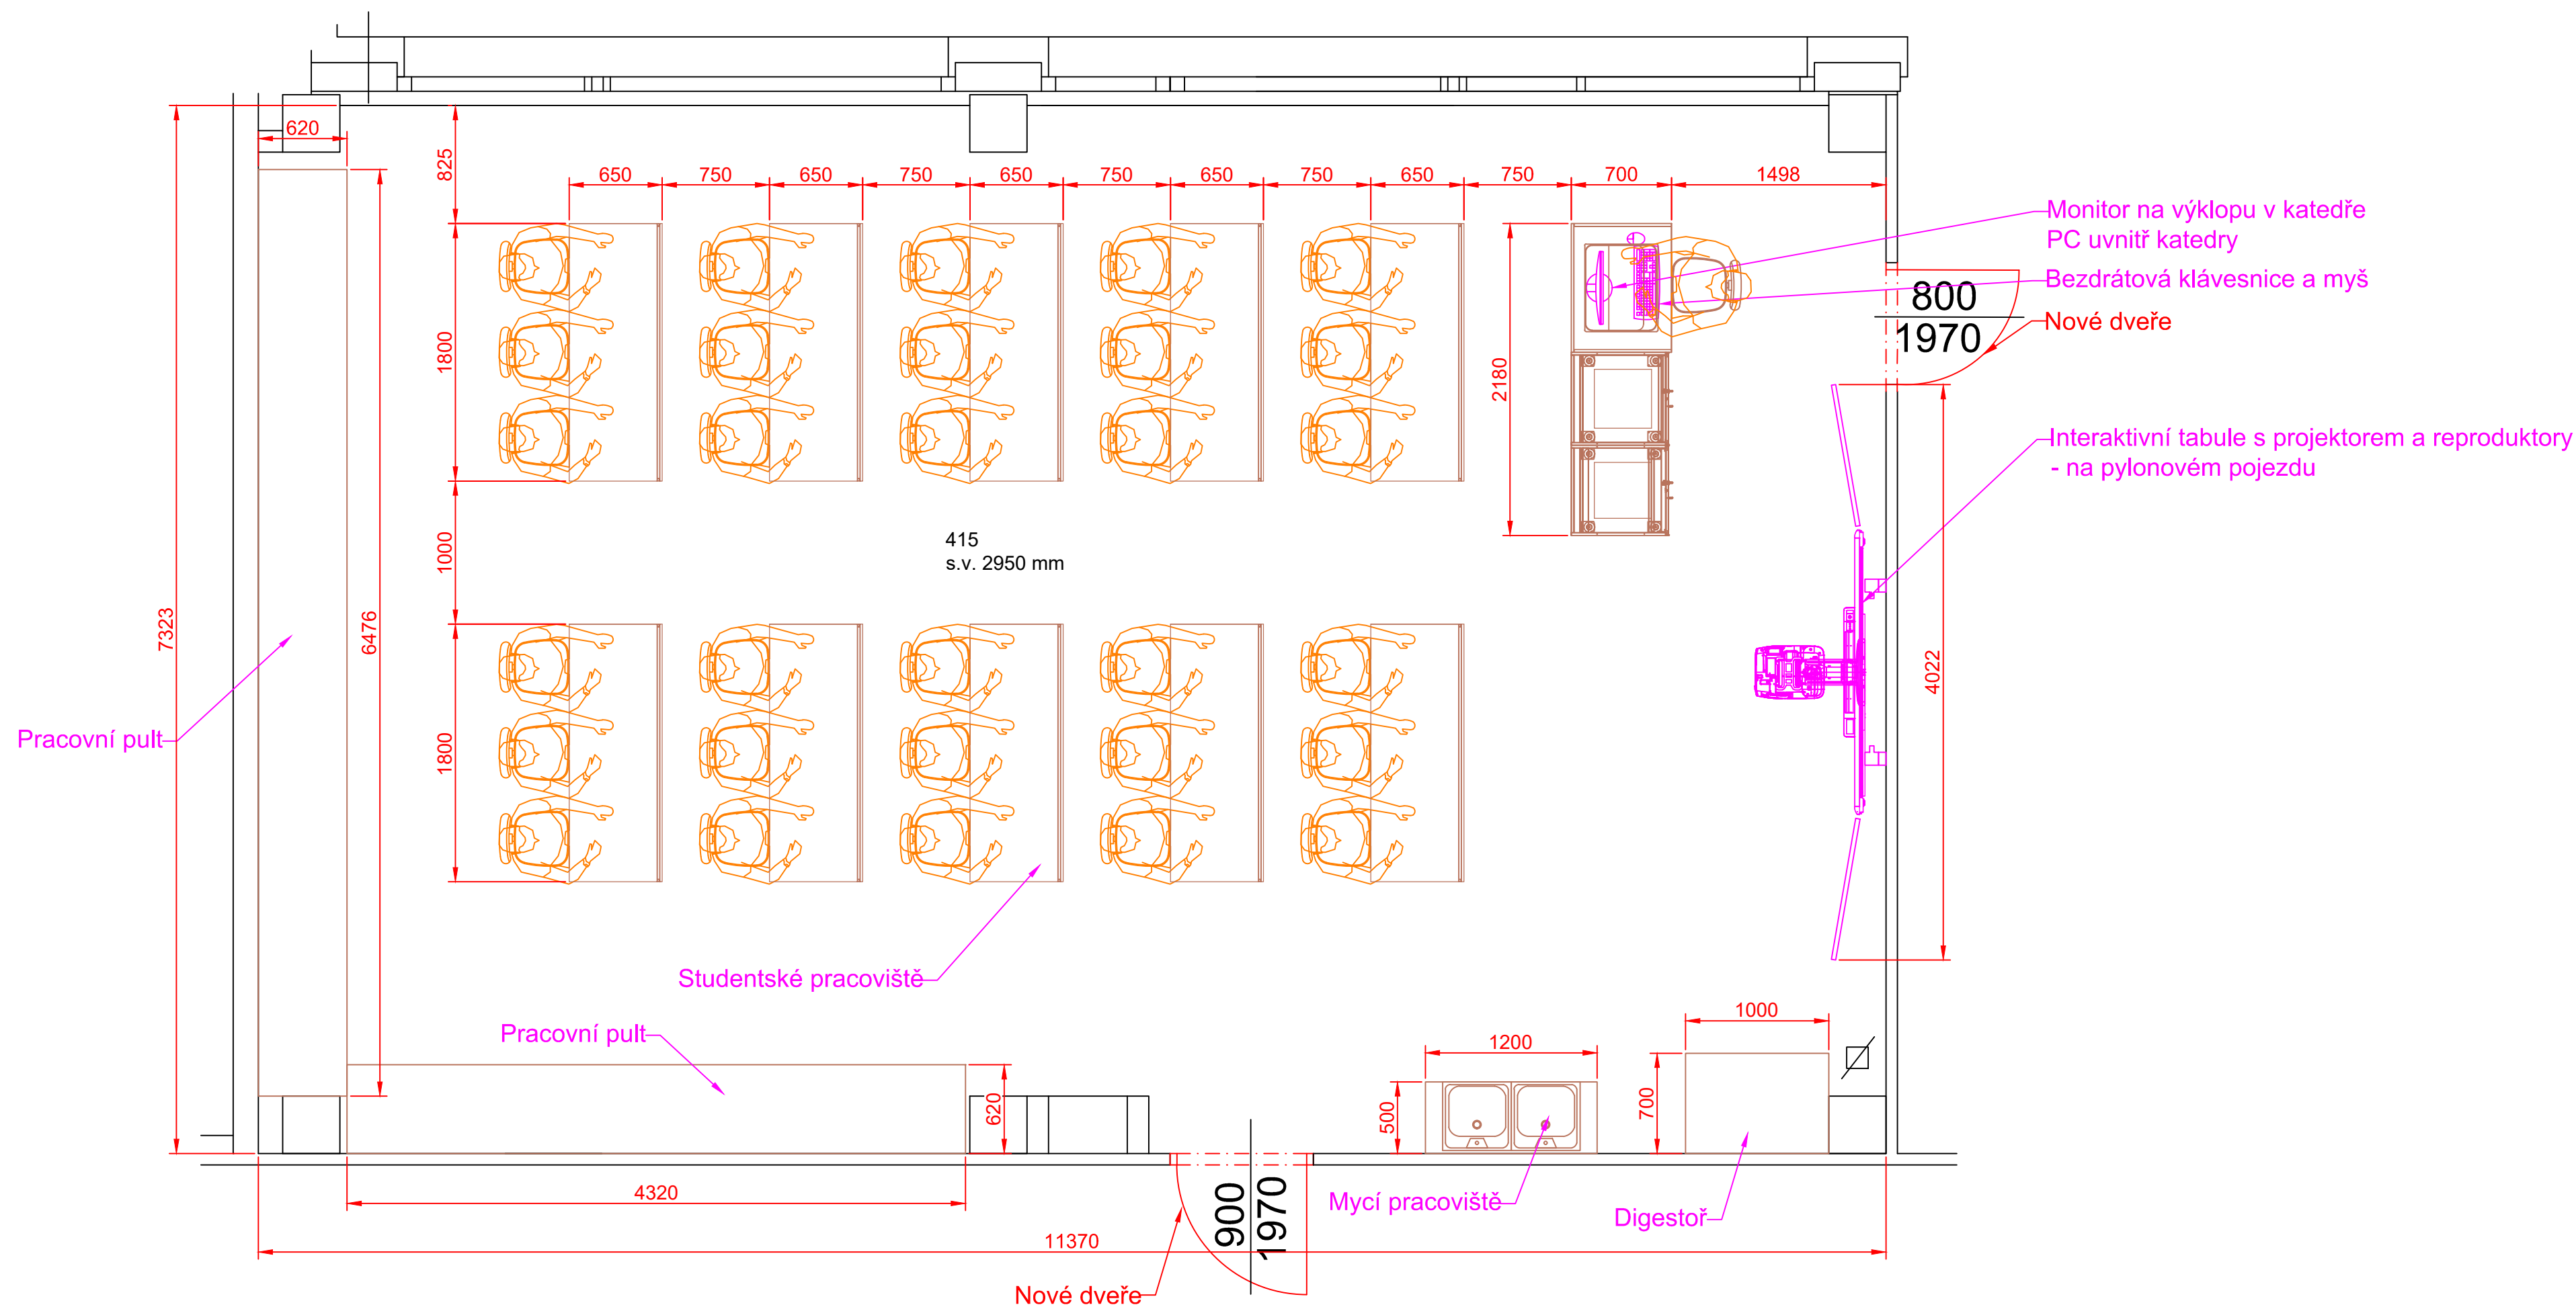 620
825
650
750
650
750
650
750
650
750
650
750
700
1498
Monitor na výklopu v katedře
PC uvnitř katedry
Bezdrátová klávesnice a myš
800
1970
Nové dveře
1800
2180
Interaktivní tabule s projektorem a reproduktory
- na pylonovém pojezdu
415
s.v. 2950 mm
1000
7323
6476
4022
Pracovní pult
1800
Studentské pracoviště
Pracovní pult
1000
1200
620
500
700
4320
900
1970
Mycí pracoviště
Digestoř
11370
Nové dveře